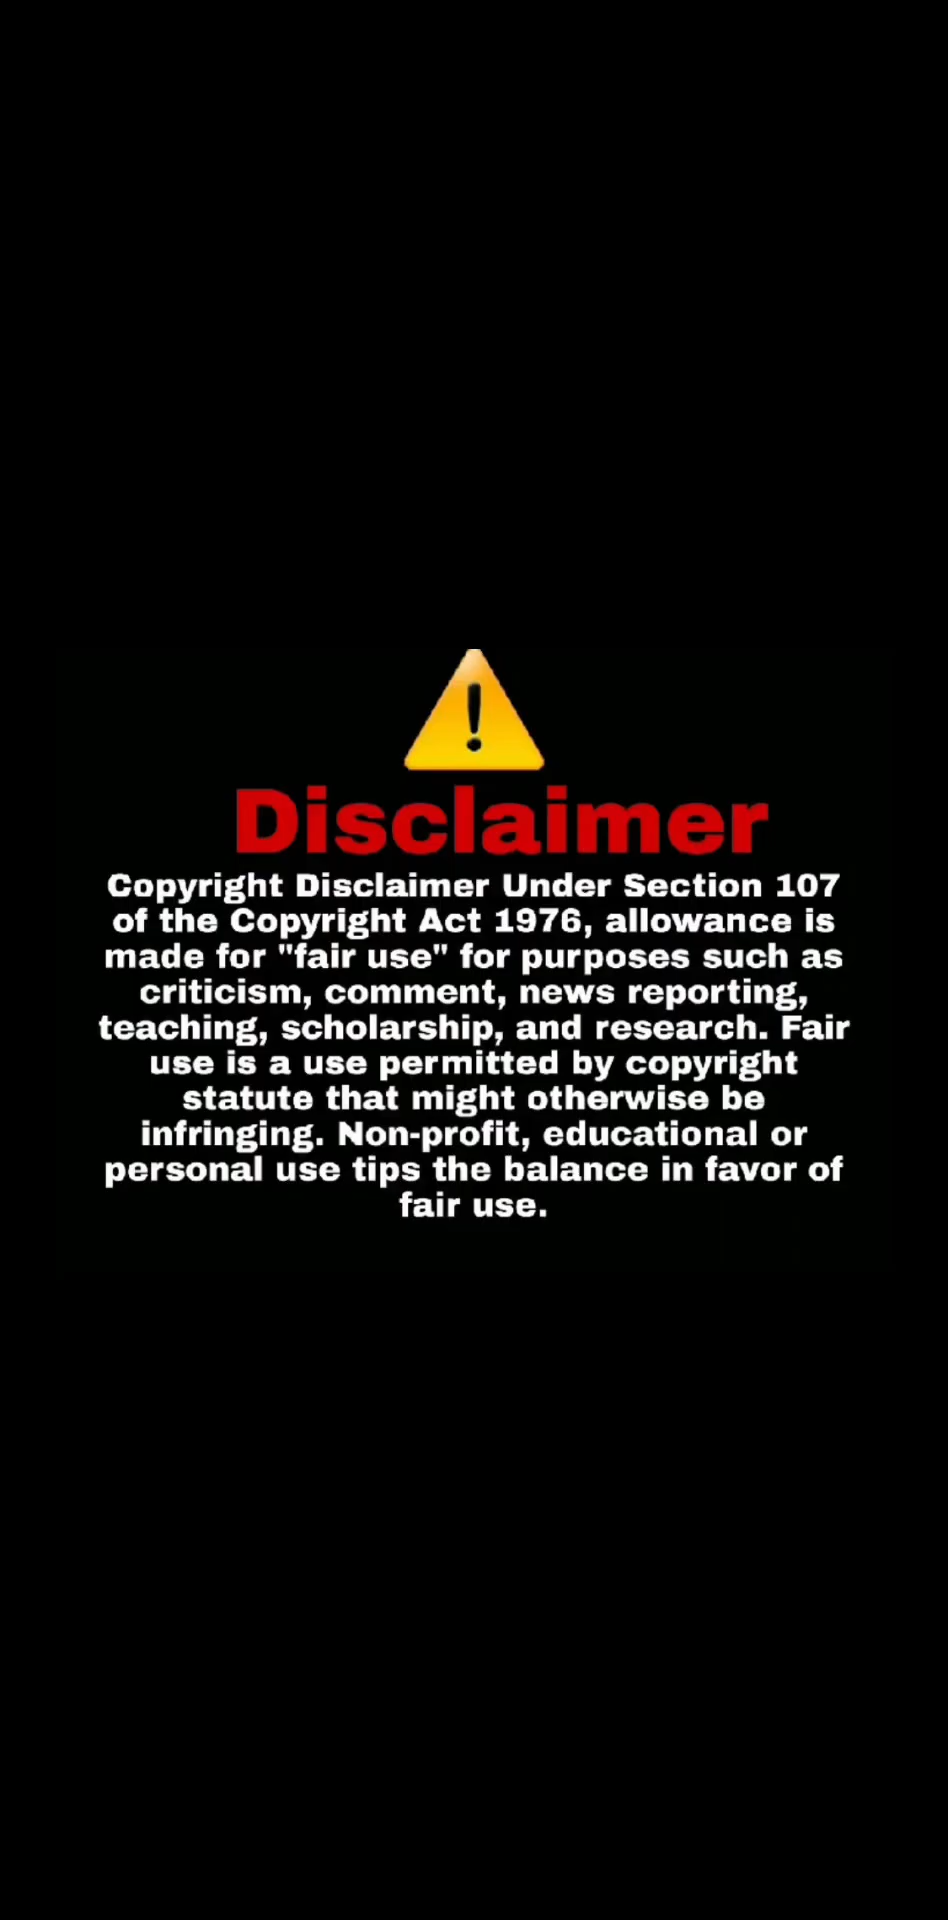 Disclaimer
Copyright Disclaimer Under Section 107
of the Copyright Act 1976, allowance is
made for "fair use" for purposes such as
criticism, comment, news reporting,
teaching, scholarship, and research. Fair
use is a use permitted by copyright
statute that might otherwise be
infringing. Non-profit, educational or
personal use tips the balance in favor of
fair use.